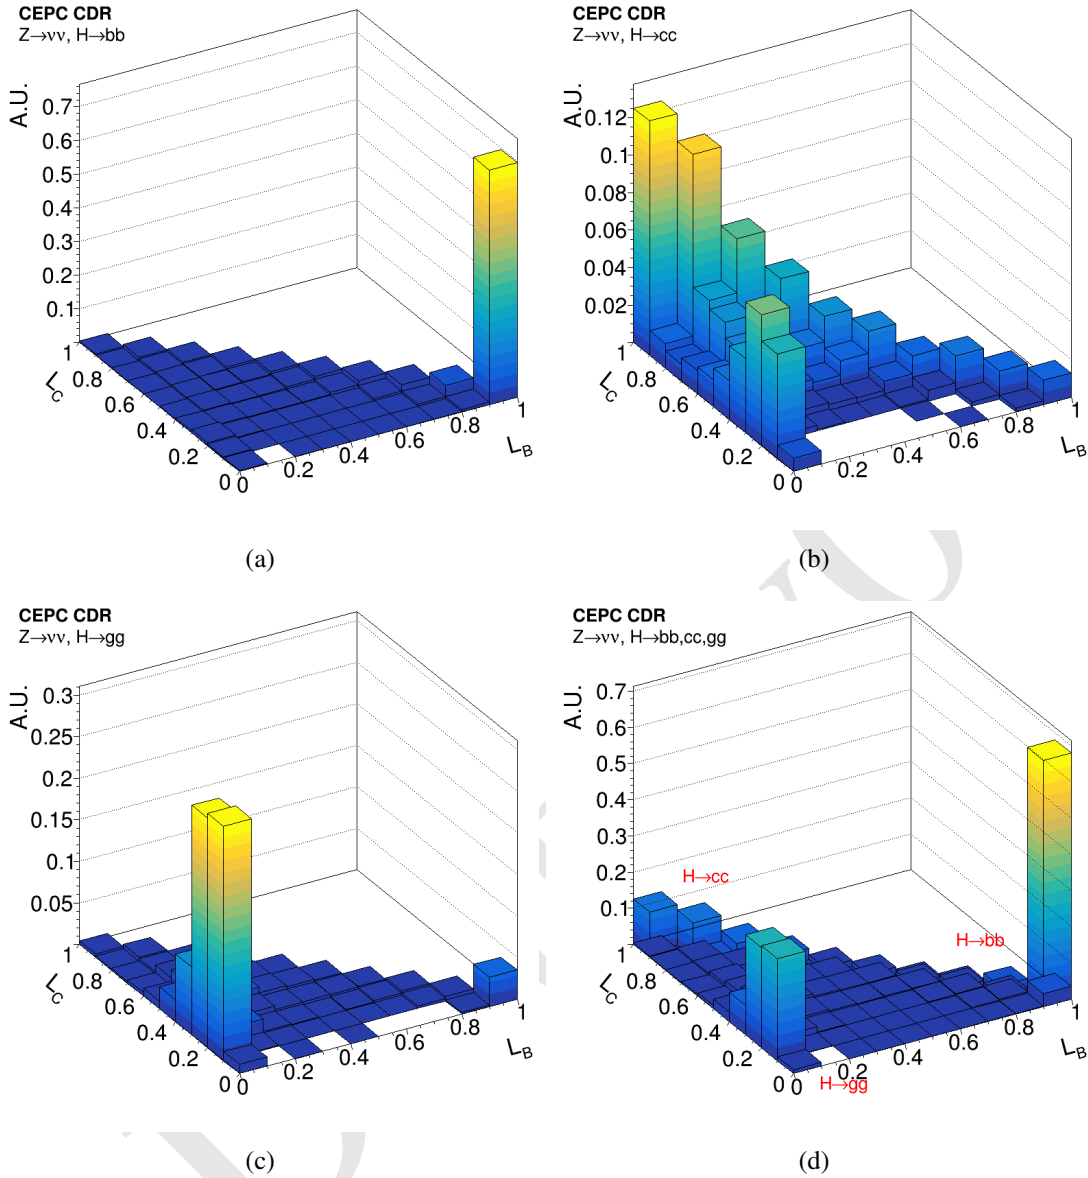 CEPC CDR
Z→νν, H→bb
A.U.
0.7
0.6
0.5
0.4
0.3
0.2
0.1
1
0.8
0.6
0.4
0.2
0
L_C
0
0.2
0.4
0.6
0.8
1
L_B
(a)
CEPC CDR
Z→νν, H→cc
A.U.
0.12
0.1
0.08
0.06
0.04
0.02
1
0.8
0.6
0.4
0.2
0
L_C
0
0.2
0.4
0.6
0.8
1
L_B
(b)
CEPC CDR
Z→νν, H→gg
A.U.
0.3
0.25
0.2
0.15
0.1
0.05
1
0.8
0.6
0.4
0.2
0
L_C
0
0.2
0.4
0.6
0.8
1
L_B
(c)
CEPC CDR
Z→νν, H→bb,cc,gg
A.U.
0.7
0.6
0.5
0.4
0.3
0.2
0.1
H→cc
H→bb
1
0.8
0.6
0.4
0.2
0
L_C
0
0.2
0.4
0.6
0.8
1
L_B
H→gg
(d)